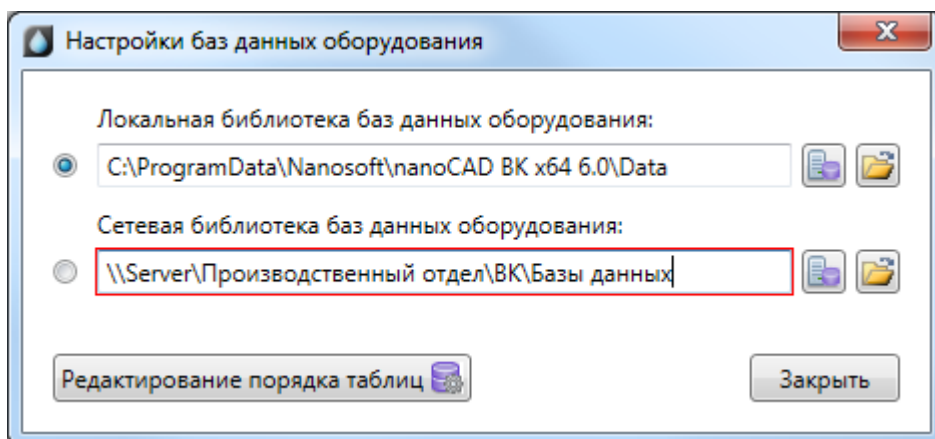 Настройки баз данных оборудования
Локальная библиотека баз данных оборудования:
C:\ProgramData\Nanosoft\nanoCAD ВК x64 6.0\Data
Сетевая библиотека баз данных оборудования:
\\Server\Производственный отдел\ВК\Базы данных
Редактирование порядка таблиц
Закрыть